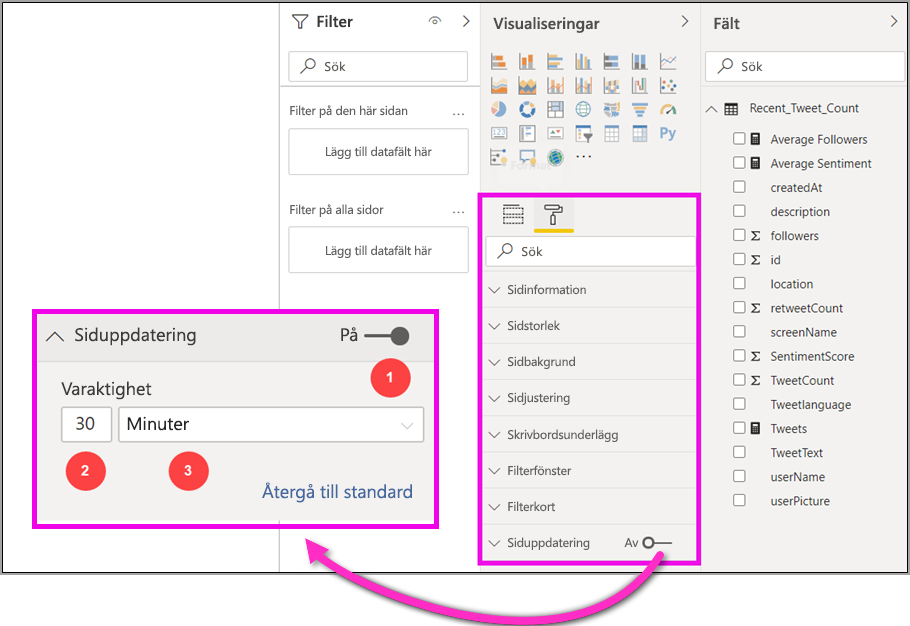 Filter
Sök
Filter på den här sidan
...
Lägg till datafält här
Filter på alla sidor
...
Lägg till datafält här
Visualiseringar
123
Py
...
Sök
Sidinformation
Sidstorlek
Sidbakgrund
Sidjustering
Skrivbordsunderlägg
Filterfönster
Filterkort
Siduppdatering Av
Fält
Sök
Recent_Tweet_Count
Average Followers
Average Sentiment
createdAt
description
Σ followers
Σ id
location
Σ retweetCount
screenName
Σ SentimentScore
Σ TweetCount
Tweetlanguage
Tweets
TweetText
userName
userPicture
Siduppdatering På
1
Varaktighet
30 Minuter
2 3
Återgå till standard